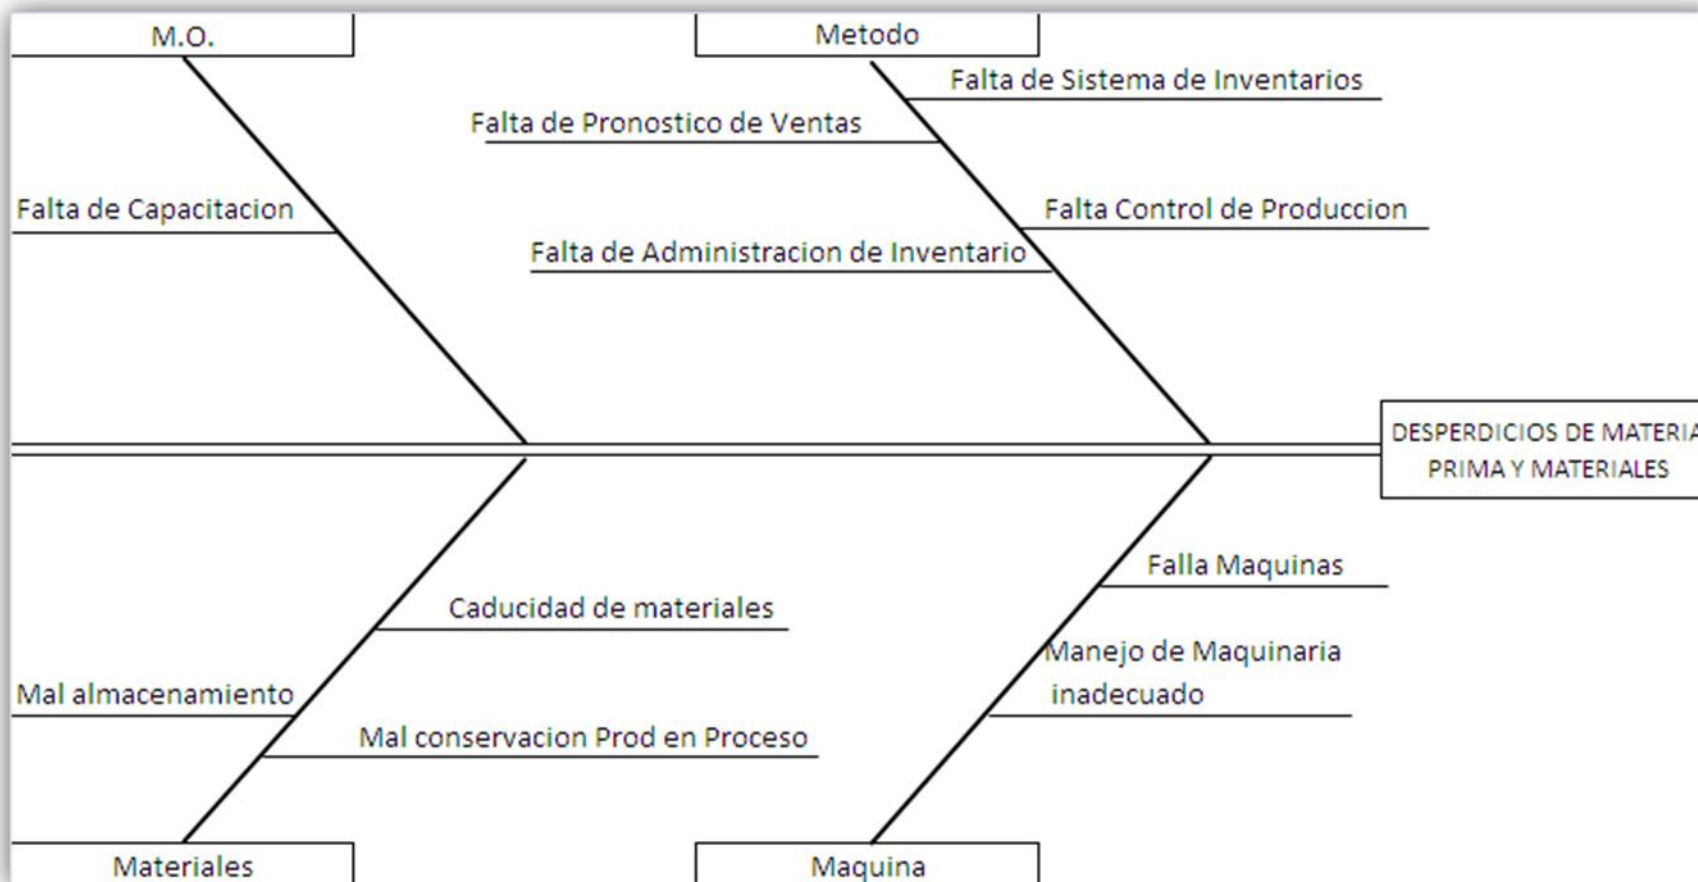 M.O.
Metodo
Falta de Sistema de Inventarios
Falta de Pronostico de Ventas
Falta de Capacitacion
Falta Control de Produccion
Falta de Administracion de Inventario
DESPERDICIOS DE MATERIA
PRIMA Y MATERIALES
Falla Maquinas
Caducidad de materiales
Manejo de Maquinaria
inadecuado
Mal almacenamiento
Mal conservacion Prod en Proceso
Materiales
Maquina